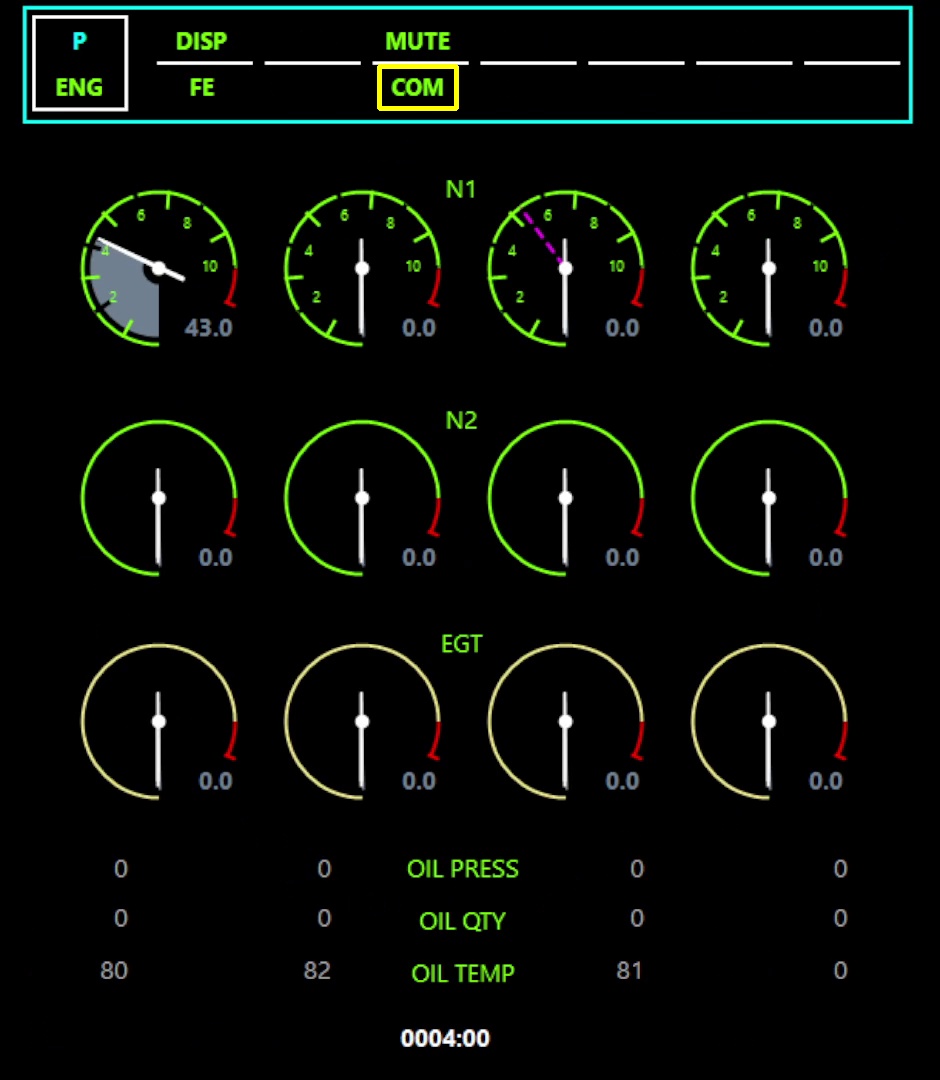 P DISP MUTE
ENG FE COM
N1
6 8 4 10 2 43.0
6 8 4 10 2 0.0
6 8 4 10 2 0.0
6 8 4 10 2 0.0
N2
0.0 0.0 0.0 0.0
EGT
0.0 0.0 0.0 0.0
0 0 OIL PRESS 0 0
0 0 OIL QTY 0 0
80 82 OIL TEMP 81 0
0004:00